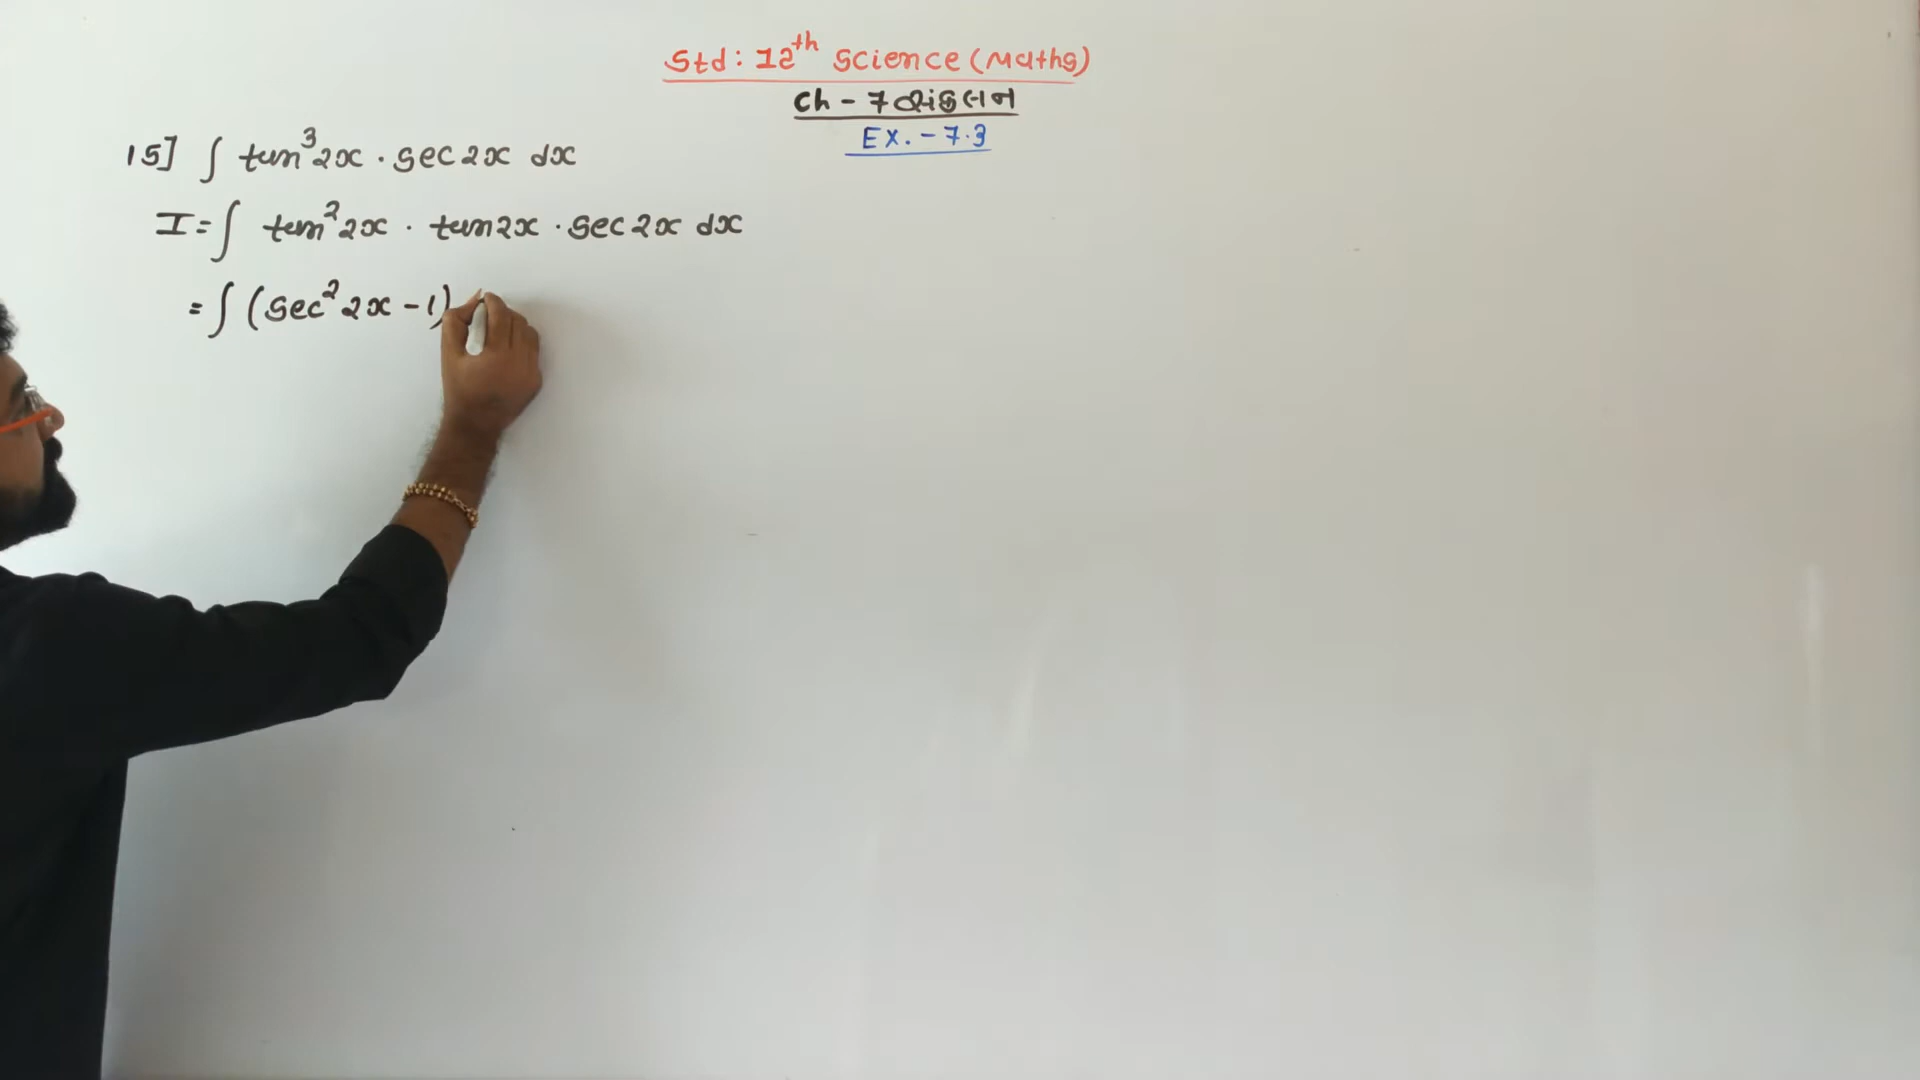 Std: 12th Science (Maths)
Ch - 7 સંકલન
Ex. - 7.3
15] ∫ tan³2x · sec2x dx
I = ∫ tan²2x · tan2x · sec2x dx
= ∫ (sec²2x - 1)